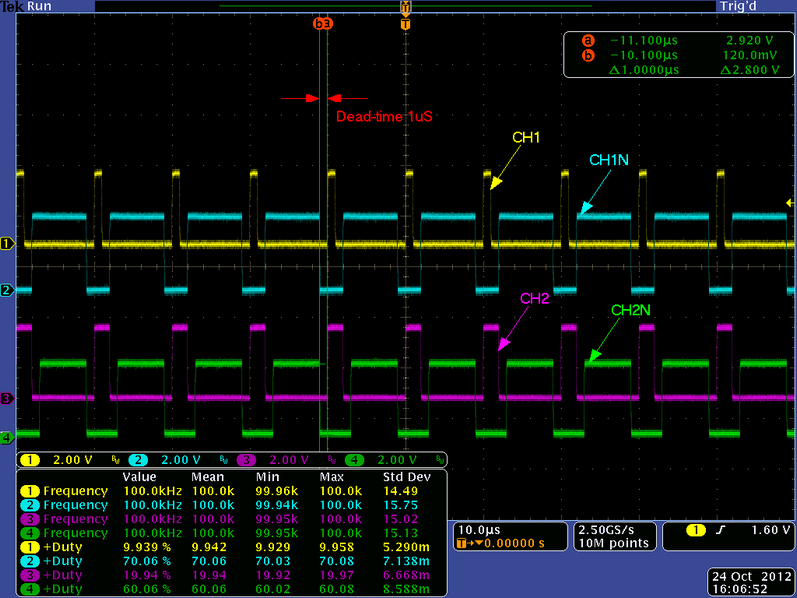 Tek Run Trig'd
T
b a T
a −11.100µs 2.920 V
b −10.100µs 120.0mV
Δ1.0000µs Δ2.800 V
Dead-time 1uS
CH1
CH1N
1
2
CH2
CH2N
3
4
1 2.00 V BW 2 2.00 V BW 3 2.00 V BW 4 2.00 V BW
Value Mean Min Max Std Dev
1 Frequency 100.0kHz 100.0k 99.96k 100.0k 14.49
2 Frequency 100.0kHz 100.0k 99.94k 100.0k 15.75
3 Frequency 100.0kHz 100.0k 99.95k 100.0k 15.02
4 Frequency 100.0kHz 100.0k 99.95k 100.0k 15.13
1 +Duty 9.939 % 9.942 9.929 9.958 5.290m
2 +Duty 70.06 % 70.06 70.03 70.08 7.138m
3 +Duty 19.94 % 19.94 19.92 19.97 6.668m
4 +Duty 60.06 % 60.06 60.02 60.08 8.588m
10.0µs
T→▼0.00000 s
2.50GS/s
10M points
1 ƒ 1.60 V
24 Oct 2012
16:06:52